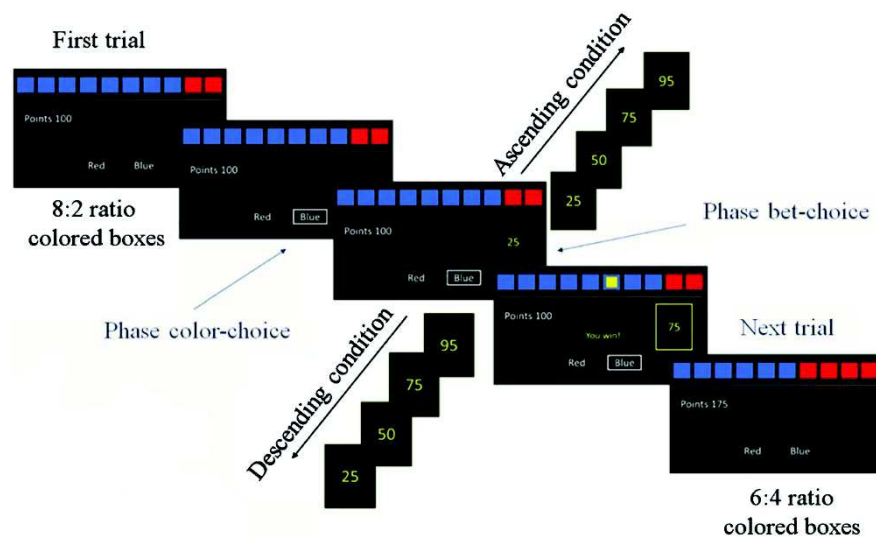 First trial
Points 100
Red Blue
8:2 ratio
colored boxes
Points 100
Red Blue
Phase color-choice
Points 100
25
Red Blue
Ascending condition
95
75
50
25
Phase bet-choice
Descending condition
95
75
50
25
Points 100
You win!
75
Red Blue
Next trial
Points 175
Red Blue
6:4 ratio
colored boxes